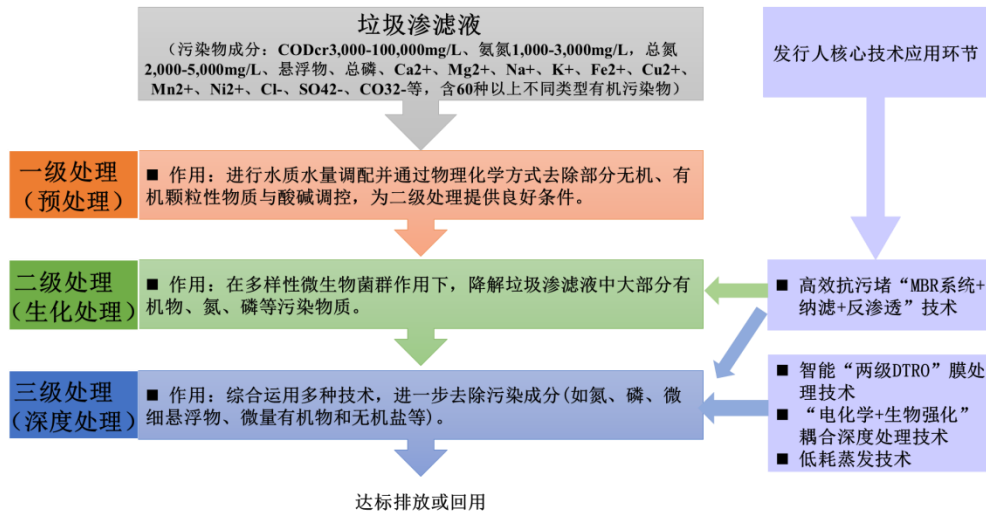 垃圾渗滤液
（污染物成分：CODcr3,000-100,000mg/L、氨氮1,000-3,000mg/L，总氮
2,000-5,000mg/L、悬浮物、总磷、Ca2+、Mg2+、Na+、K+、Fe2+、Cu2+、
Mn2+、Ni2+、Cl-、SO42-、CO32-等，含60种以上不同类型有机污染物）
发行人核心技术应用环节
一级处理
（预处理）
■ 作用：进行水质水量调配并通过物理化学方式去除部分无机、有
机颗粒性物质与酸碱调控，为二级处理提供良好条件。
二级处理
（生化处理）
■ 作用：在多样性微生物菌群作用下，降解垃圾渗滤液中大部分有
机物、氮、磷等污染物质。
■ 高效抗污堵“MBR系统+
纳滤+反渗透”技术
三级处理
（深度处理）
■ 作用：综合运用多种技术，进一步去除污染成分(如氮、磷、微
细悬浮物、微量有机物和无机盐等)。
■ 智能“两级DTRO”膜处
理技术
■ “电化学+生物强化”
耦合深度处理技术
■ 低耗蒸发技术
达标排放或回用